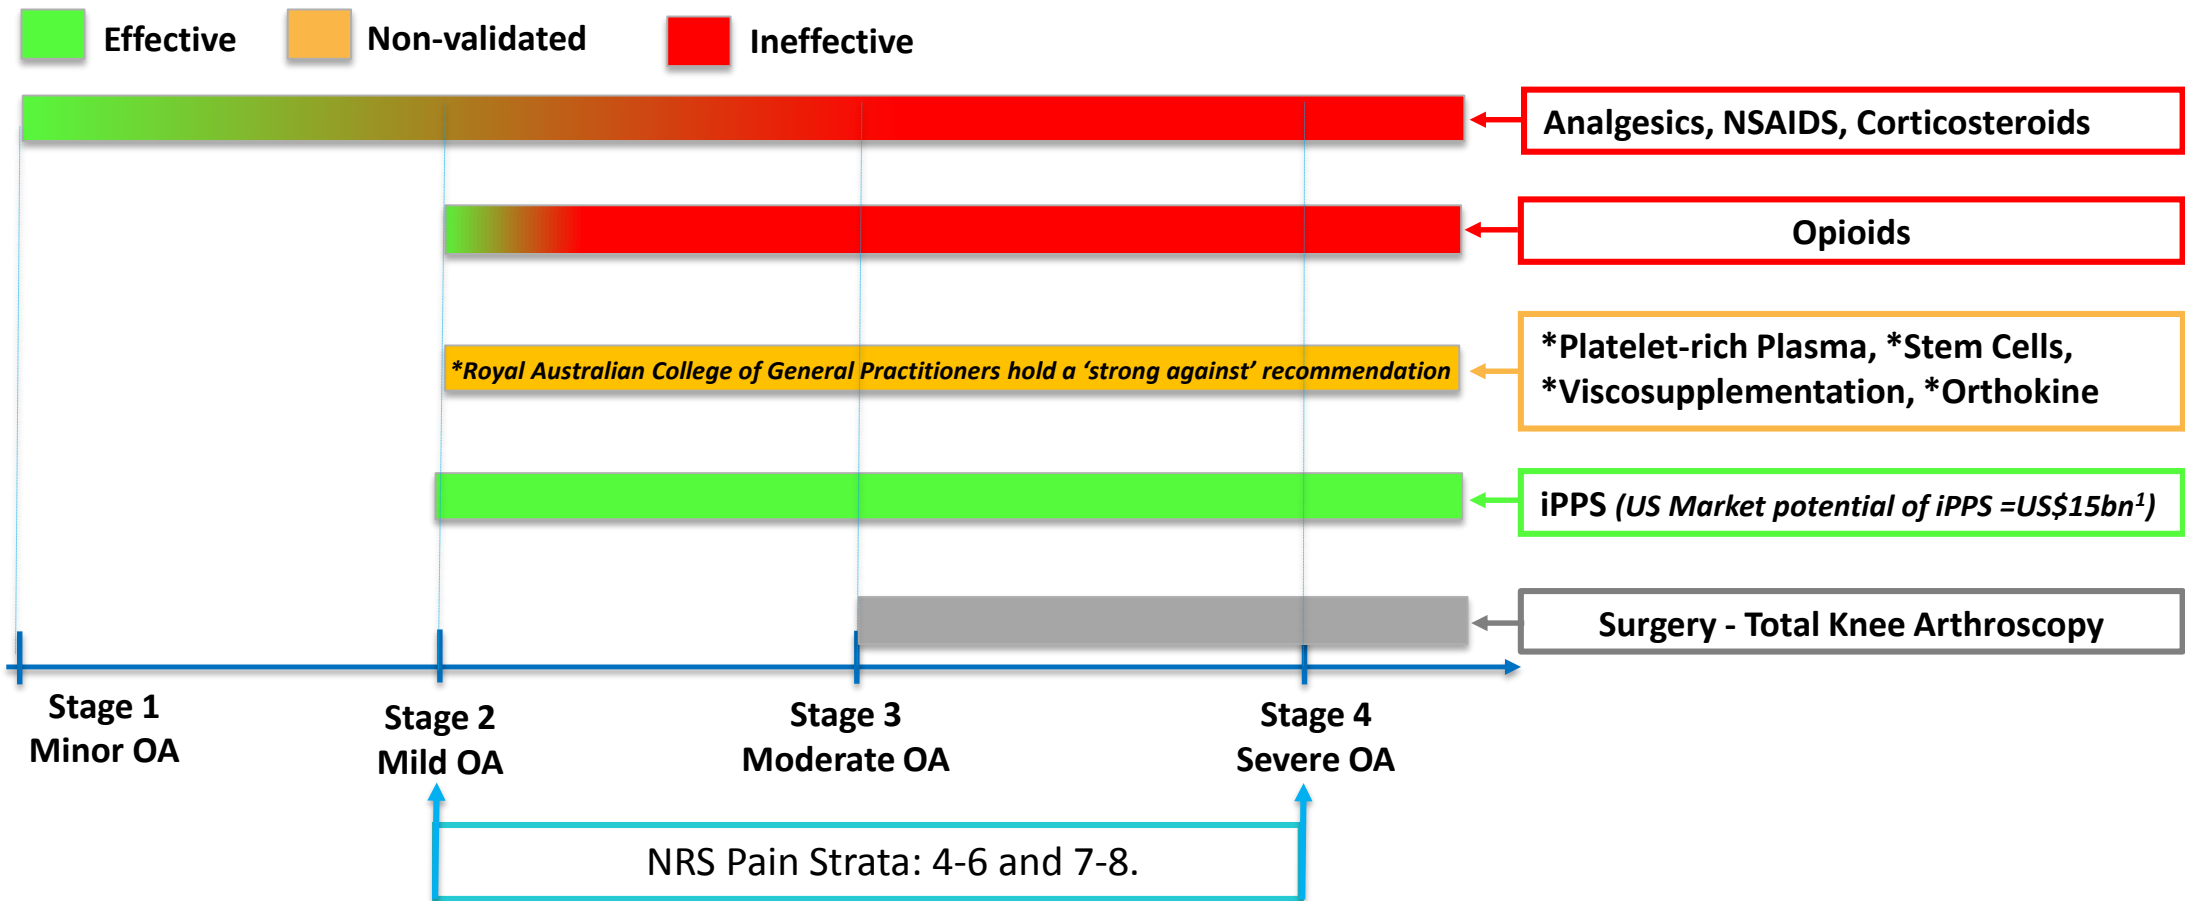 Effective
Non-validated
Ineffective
Analgesics, NSAIDS, Corticosteroids
Opioids
*Royal Australian College of General Practitioners hold a ‘strong against’ recommendation
*Platelet-rich Plasma, *Stem Cells,
*Viscosupplementation, *Orthokine
iPPS (US Market potential of iPPS =US$15bn¹)
Surgery - Total Knee Arthroscopy
Stage 1
Minor OA
Stage 2
Mild OA
Stage 3
Moderate OA
Stage 4
Severe OA
NRS Pain Strata: 4-6 and 7-8.